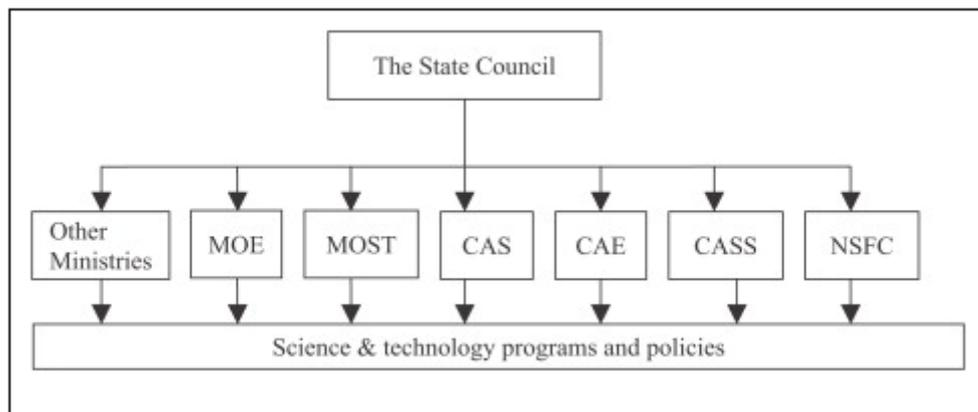 The State Council
Other
Ministries
MOE
MOST
CAS
CAE
CASS
NSFC
Science & technology programs and policies